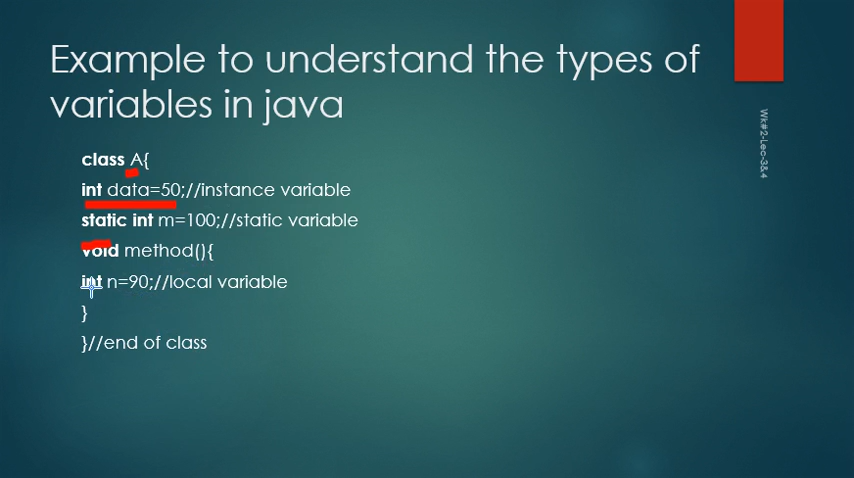 Example to understand the types of
variables in java
class A{
int data=50;//instance variable
static int m=100;//static variable
void method(){
int n=90;//local variable
}
}//end of class
Wk#2-Lec-3&4